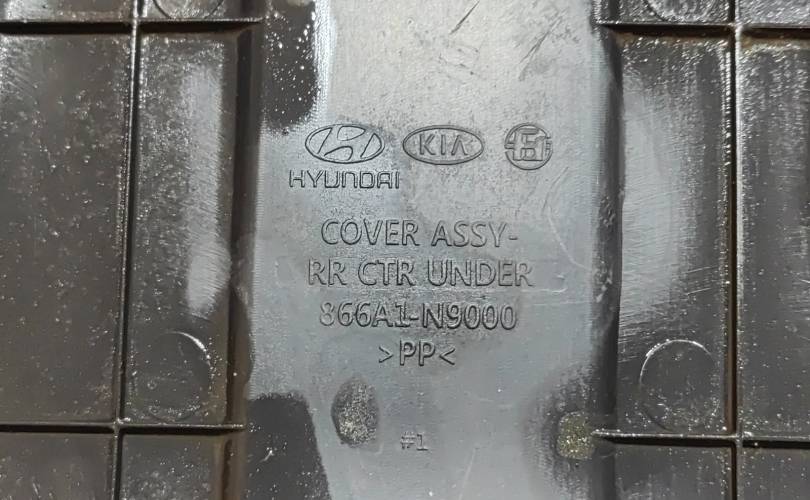 KIA
HYUNDAI
COVER ASSY-
RR CTR UNDER
866A1-N9000
>PP<
#1